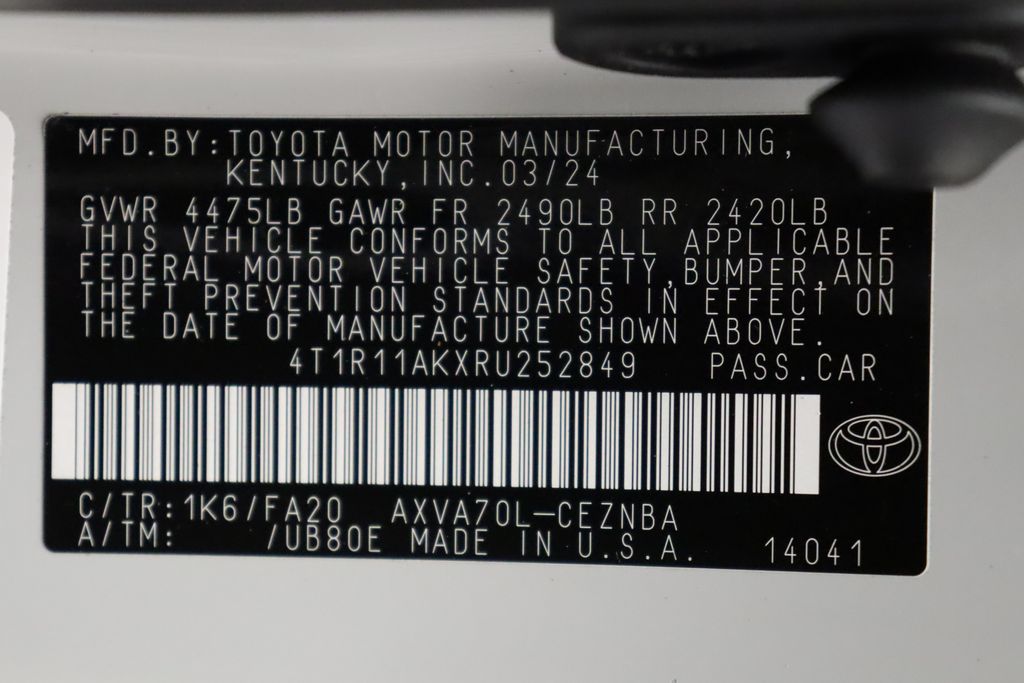 MFD.BY:TOYOTA MOTOR MANUFACTURING,
KENTUCKY,INC.03/24
GVWR 4475LB GAWR FR 2490LB RR 2420LB
THIS VEHICLE CONFORMS TO ALL APPLICABLE
FEDERAL MOTOR VEHICLE SAFETY,BUMPER,AND
THEFT PREVENTION STANDARDS IN EFFECT ON
THE DATE OF MANUFACTURE SHOWN ABOVE.
4T1R11AKXRU252849 PASS.CAR
C/TR:1K6/FA20 AXVA70L-CEZNBA
A/TM: /UB80E MADE IN U.S.A. 14041